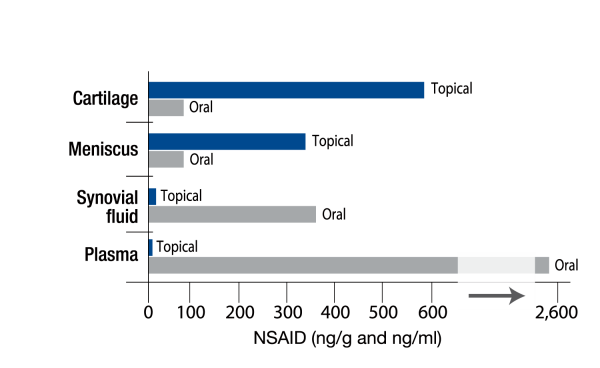 Topical
Cartilage
Oral
Topical
Meniscus
Oral
Topical
Synovial
fluid
Oral
Topical
Plasma
Oral
0 100 200 300 400 500 600 2,600
NSAID (ng/g and ng/ml)